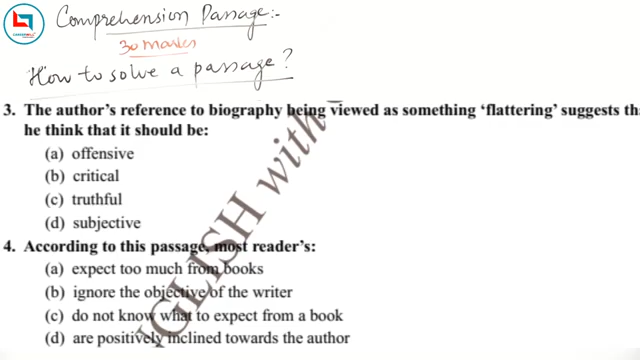 Comprehension Passage:-
30 marks
How to solve a passage?
3. The author's reference to biography being viewed as something 'flattering' suggests tha
he think that it should be:
(a) offensive
(b) critical
(c) truthful
(d) subjective
4. According to this passage, most reader's:
(a) expect too much from books
(b) ignore the objective of the writer
(c) do not know what to expect from a book
(d) are positively inclined towards the author
GLISH with